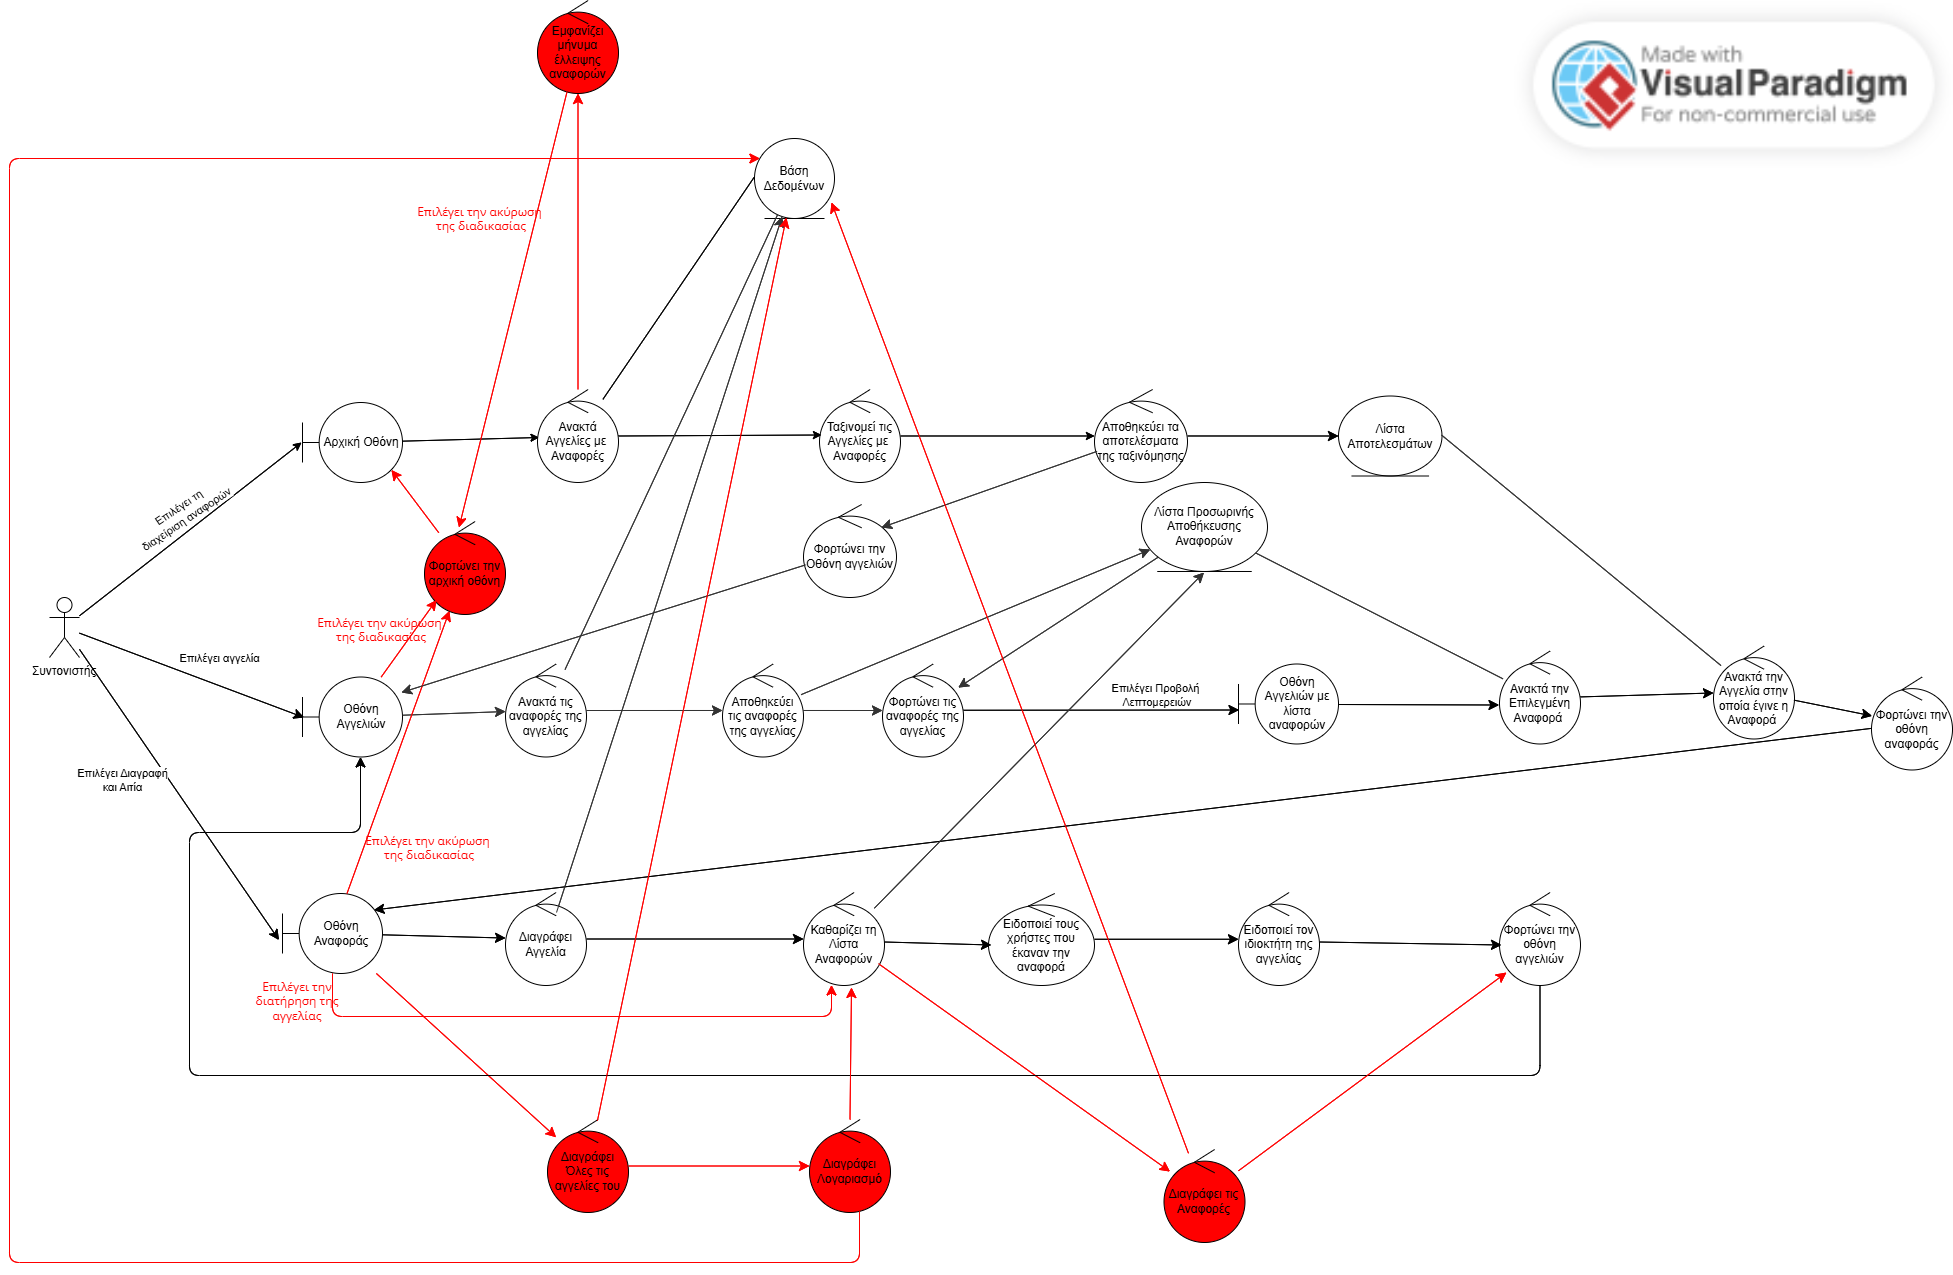 Εμφανίζει
μήνυμα
έλλειψης
αναφορών
Made with
Visual Paradigm
For non-commercial use
Βάση
Δεδομένων
Επιλέγει την ακύρωση
της διαδικασίας
Αρχική Οθόνη
Ανακτά
Αγγελίες με
Αναφορές
Ταξινομεί τις
Αγγελίες με
Αναφορές
Αποθηκεύει τα
αποτελέσματα
της ταξινόμησης
Λίστα
Αποτελεσμάτων
Επιλέγει τη
διαχείριση αναφορών
Λίστα Προσωρινής
Αποθήκευσης
Αναφορών
Φορτώνει την
Οθόνη αγγελιών
Φορτώνει την
αρχική οθόνη
Επιλέγει την ακύρωση
της διαδικασίας
Συντονιστής
Επιλέγει αγγελία
Οθόνη
Αγγελιών
Ανακτά τις
αναφορές της
αγγελίας
Αποθηκεύει
τις αναφορές
της αγγελίας
Φορτώνει τις
αναφορές της
αγγελίας
Επιλέγει Προβολή
Λεπτομερειών
Οθόνη
Αγγελιών με
λίστα
αναφορών
Ανακτά την
Επιλεγμένη
Αναφορά
Ανακτά την
Αγγελία στην
οποία έγινε η
Αναφορά
Φορτώνει την
οθόνη
αναφοράς
Επιλέγει Διαγραφή
και Αιτία
Επιλέγει την ακύρωση
της διαδικασίας
Οθόνη
Αναφοράς
Διαγράφει
Αγγελία
Καθαρίζει τη
Λίστα
Αναφορών
Ειδοποιεί τους
χρήστες που
έκαναν την
αναφορά
Ειδοποιεί τον
ιδιοκτήτη της
αγγελίας
Φορτώνει την
οθόνη
αγγελιών
Επιλέγει την
διατήρηση της
αγγελίας
Διαγράφει
Όλες τις
αγγελίες του
Διαγράφει
Λογαριασμό
Διαγράφει τις
Αναφορές